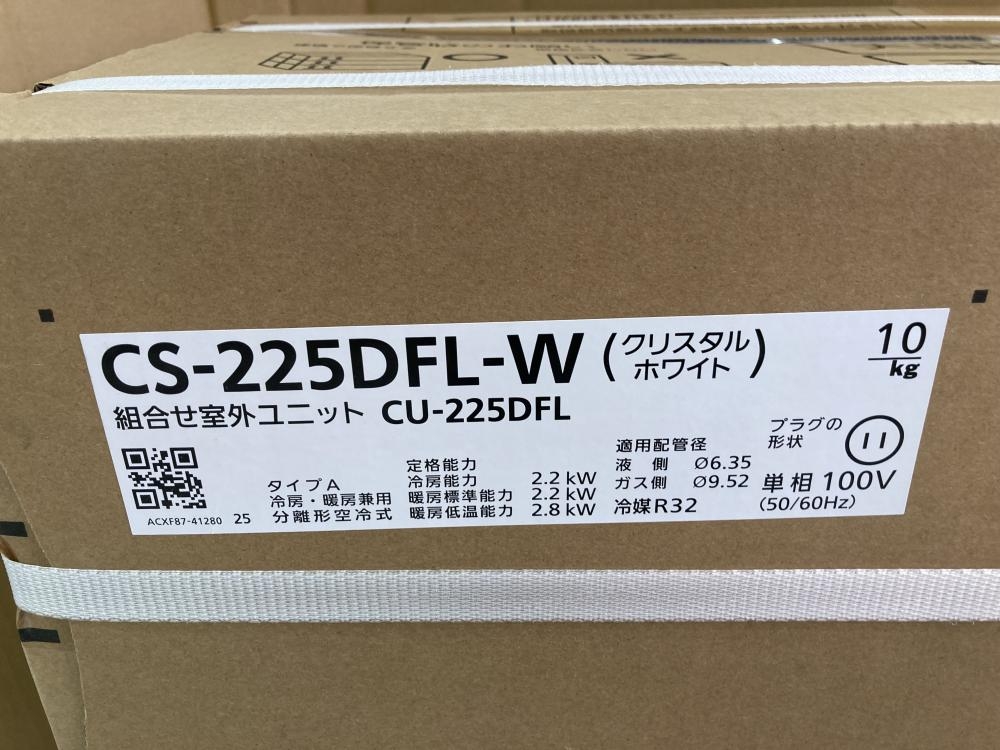 CS-225DFL-W (クリスタルホワイト)
10 kg
組合せ室外ユニット CU-225DFL
ACXF87-41280 25
タイプA
冷房・暖房兼用
分離形空冷式
定格能力
冷房能力 2.2 kW
暖房標準能力 2.2 kW
暖房低温能力 2.8 kW
適用配管径
液側 Ø6.35
ガス側 Ø9.52
冷媒R32
プラグの
形状
単相 100V
(50/60Hz)